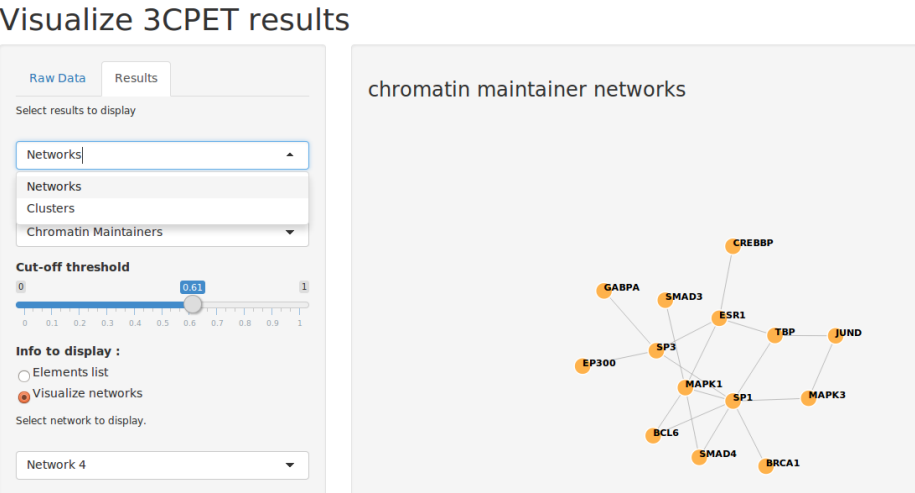 Visualize 3CPET results
Raw Data
Results
Select results to display
Networks
Networks
Clusters
Chromatin Maintainers
Cut-off threshold
0
0.61
1
0 0.1 0.2 0.3 0.4 0.5 0.6 0.7 0.8 0.9 1
Info to display :
Elements list
Visualize networks
Select network to display.
Network 4
chromatin maintainer networks
CREBBP
GABPA
SMAD3
ESR1
TBP
JUND
SP3
EP300
MAPK1
SP1
MAPK3
BCL6
SMAD4
BRCA1